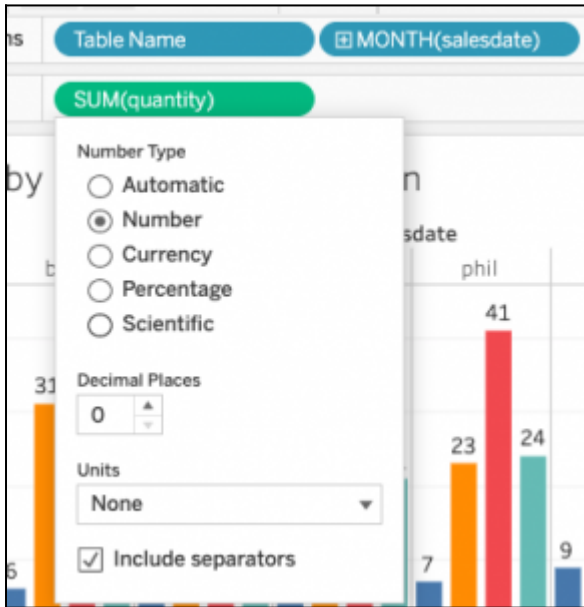 ns Table Name MONTH(salesdate)
SUM(quantity)
Number Type
by n
Automatic
Number
sdate
Currency
b phil
Percentage
Scientific
41
Decimal Places
31
0
23 24
Units
None
Include separators
6 7 9